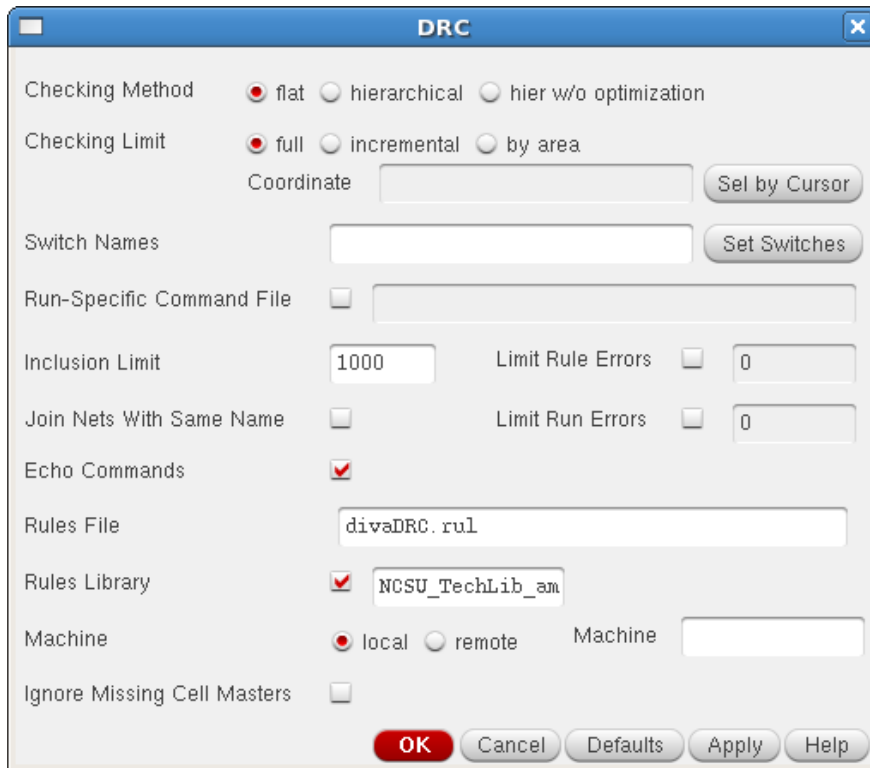 DRC
Checking Method flat hierarchical hier w/o optimization
Checking Limit full incremental by area
Coordinate Sel by Cursor
Switch Names Set Switches
Run-Specific Command File
Inclusion Limit 1000 Limit Rule Errors 0
Join Nets With Same Name Limit Run Errors 0
Echo Commands
Rules File divaDRC.rul
Rules Library NCSU_TechLib_am
Machine local remote Machine
Ignore Missing Cell Masters
OK Cancel Defaults Apply Help